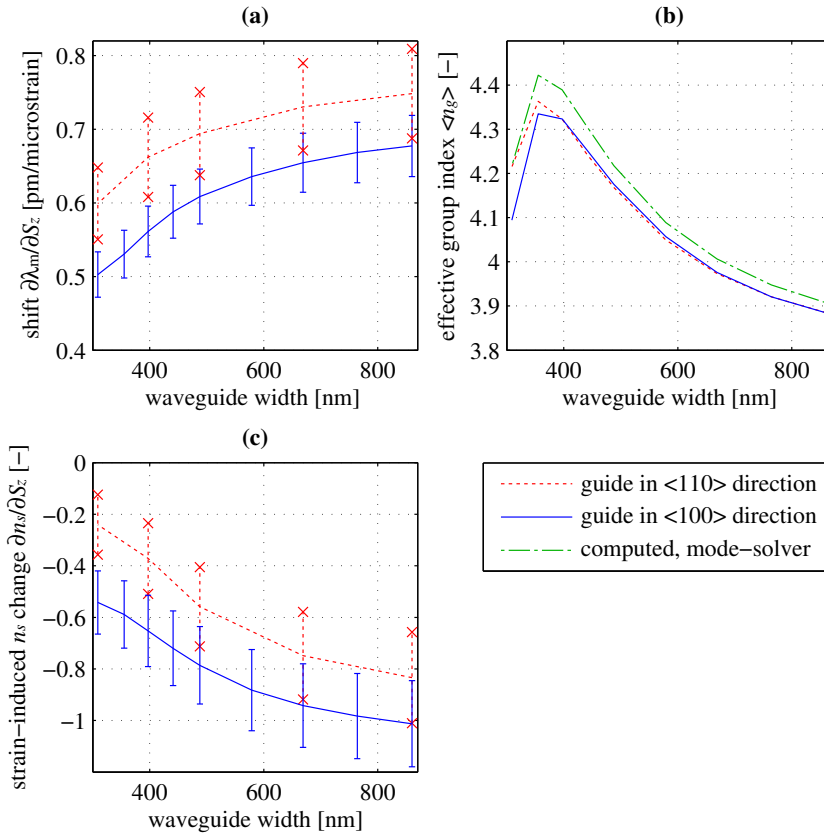 (a)
shift ∂λm/∂Sz [pm/microstrain]
0.8
0.7
0.6
0.5
0.4
400 600 800
waveguide width [nm]
(b)
effective group index <ng> [−]
4.4
4.3
4.2
4.1
4
3.9
3.8
400 600 800
waveguide width [nm]
(c)
strain−induced ns change ∂ns/∂Sz [−]
0
−0.2
−0.4
−0.6
−0.8
−1
400 600 800
waveguide width [nm]
guide in <110> direction
guide in <100> direction
computed, mode−solver